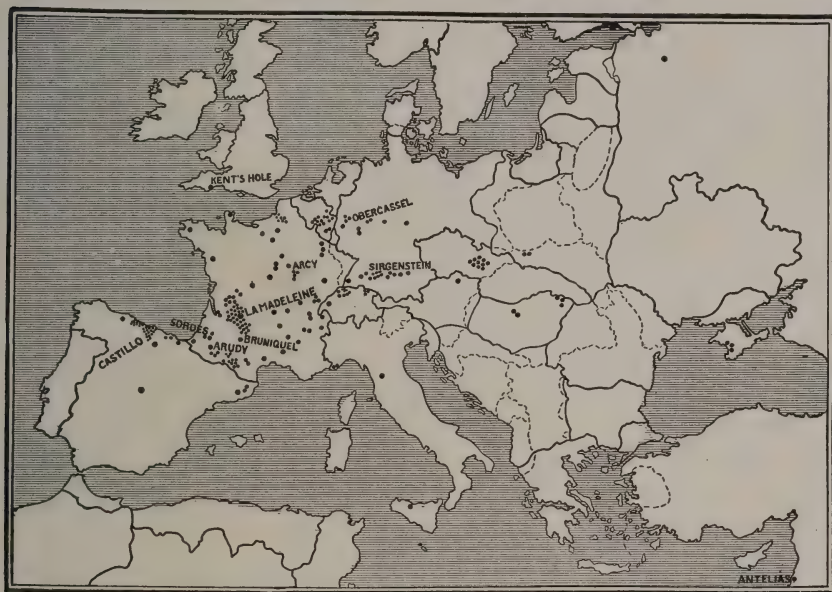 KENT'S HOLE
OBERCASSEL
ARCY
SIRGENSTEIN
LA MADELEINE
SORDES
BRUNIQUEL
ARUDY
CASTILLO
ANTELIAS